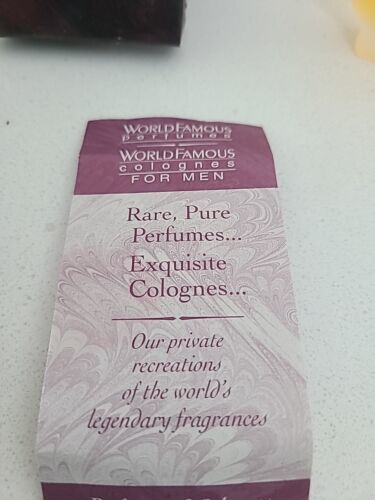 WORLD FAMOUS
perfumes
WORLD FAMOUS
colognes
FOR MEN
Rare, Pure
Perfumes...
Exquisite
Colognes...
Our private
recreations
of the world's
legendary fragrances